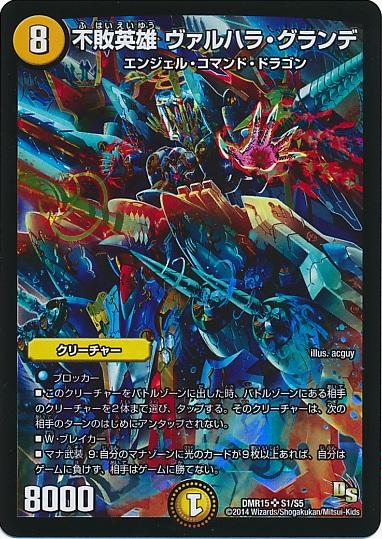 8
ふはいえいゆう
不敗英雄 ヴァルハラ・グランデ
エンジェル・コマンド・ドラゴン
illus. acguy
クリーチャー
ブロッカー
■このクリーチャーをバトルゾーンに出した時、バトルゾーンにある相手
のクリーチャーを2体まで選び、タップする。そのクリーチャーは、次の
相手のターンのはじめにアンタップされない。
■W・ブレイカー
■マナ武装 9：自分のマナゾーンに光のカードが9枚以上あれば、自分は
ゲームに負けず、相手はゲームに勝てない。
8000
1
DS
DMR15 S1/S5
©2014 Wizards/Shogakukan/Mitsui-Kids